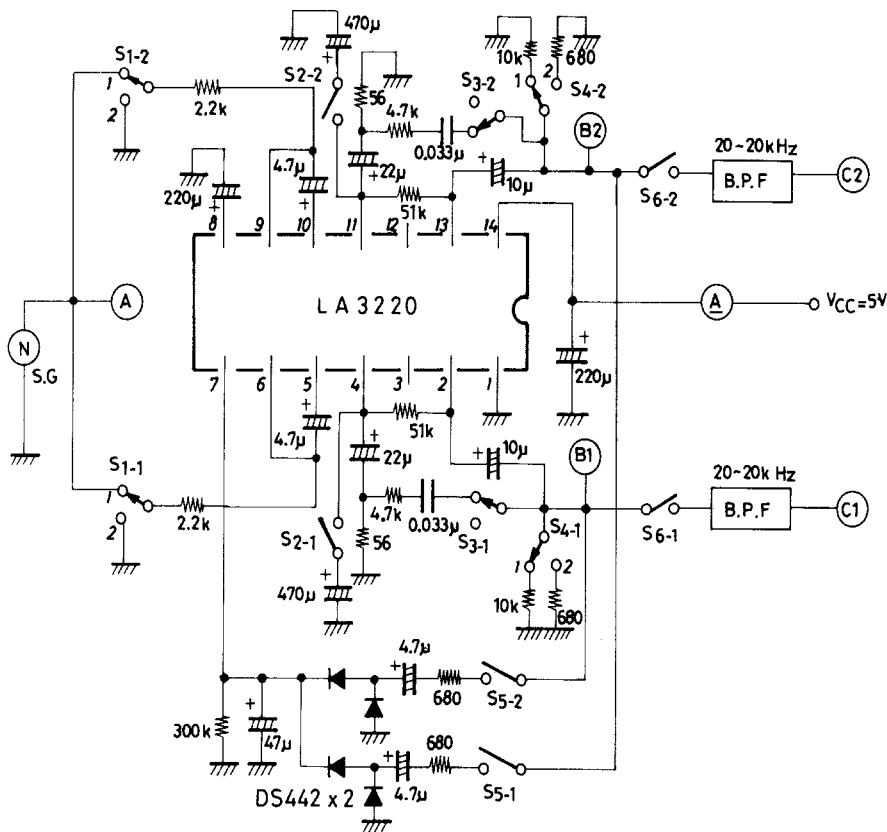 470μ
+
S1-2
1
2
2.2k
S2-2
56
4.7k
0.033μ
S3-2
10k
680
1
2
S4-2
B2
20~20kHz
B.P.F
C2
S6-2
220μ
+
4.7μ
+
22μ
+
51k
+
10μ
8
9
10
11
12
13
14
LA3220
A
N
S.G
A
VCC=5V
+
220μ
7
6
5
4
3
2
1
+
4.7μ
51k
+
22μ
10μ
+
B1
20~20k Hz
B.P.F
C1
S6-1
S1-1
1
2
2.2k
S2-1
4.7k
0.033μ
S3-1
56
S4-1
1
2
10k
680
470μ
+
4.7μ
+
680
S5-2
300k
+
47μ
+
4.7μ
680
S5-1
DS442 x 2